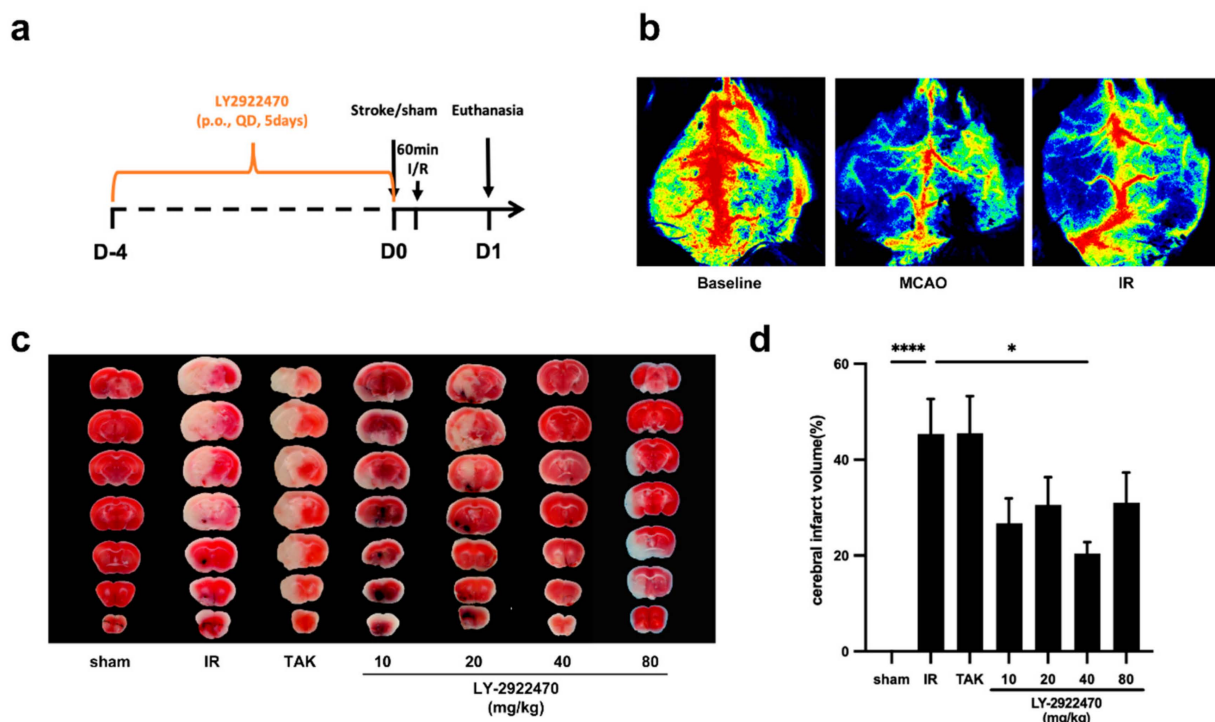 a
LY2922470
(p.o., QD, 5days)
Stroke/sham
Euthanasia
60min
I/R
D-4
D0
D1
b
Baseline
MCAO
IR
c
sham
IR
TAK
10
20
40
80
LY-2922470
(mg/kg)
d
****
*
60
40
20
0
cerebral infarct volume(%)
sham
IR
TAK
10
20
40
80
LY-2922470
(mg/kg)